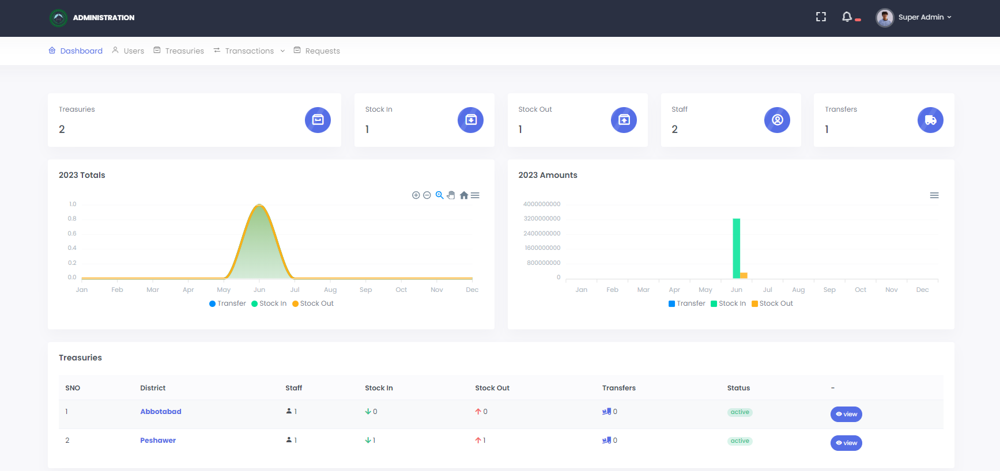 ADMINISTRATION
Super Admin
Dashboard Users Treasuries Transactions Requests
Treasuries
2
Stock In
1
Stock Out
1
Staff
2
Transfers
1
2023 Totals
1.0
0.8
0.6
0.4
0.2
0.0
Jan Feb Mar Apr May Jun Jul Aug Sep Oct Nov Dec
Transfer Stock In Stock Out
2023 Amounts
4000000000
3200000000
2400000000
1600000000
800000000
0
Jan Feb Mar Apr May Jun Jul Aug Sep Oct Nov Dec
Transfer Stock In Stock Out
Treasuries
SNO District Staff Stock In Stock Out Transfers Status -
1 Abbotabad 1 0 0 0 active view
2 Peshawer 1 1 1 0 active view